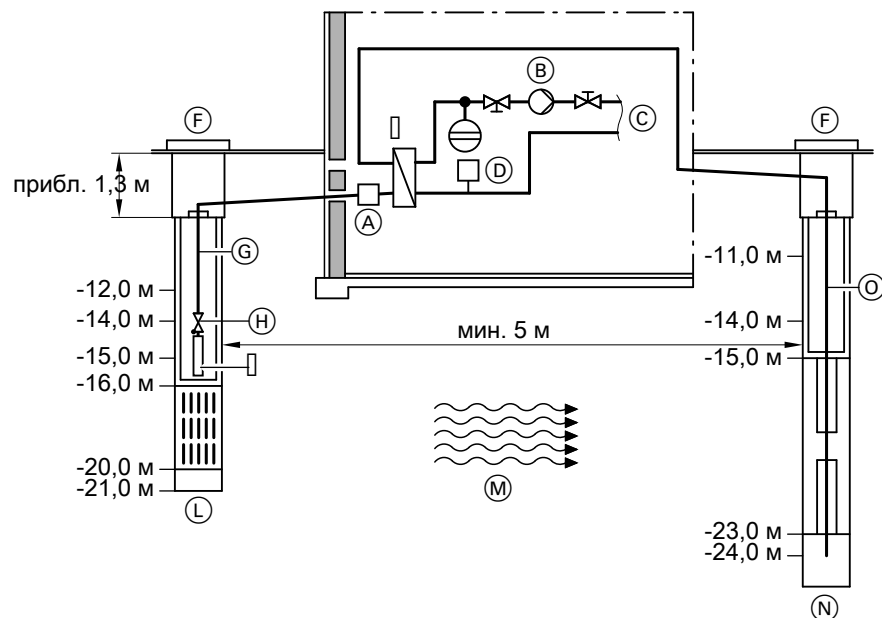 B
F
C
F
D
прибл. 1,3 м
A
G
-11,0 м
-12,0 м
O
-14,0 м
H
-14,0 м
мин. 5 м
-15,0 м
-15,0 м
-16,0 м
-20,0 м
-21,0 м
M
L
-23,0 м
-24,0 м
N